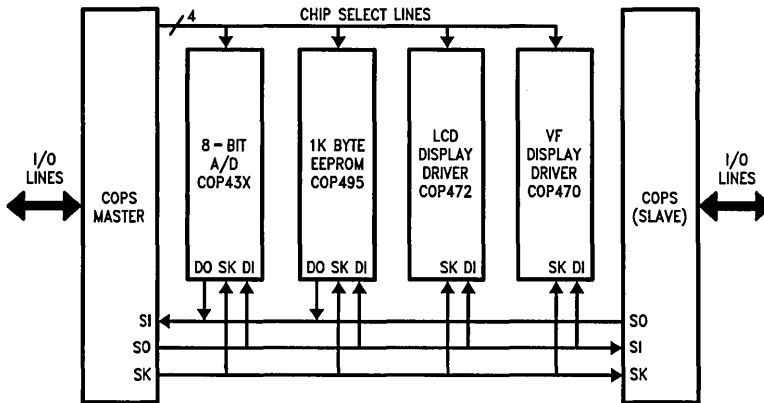 4
CHIP SELECT LINES
I/O
LINES
COPS
MASTER
8-BIT
A/D
COP43X
1K BYTE
EEPROM
COP495
LCD
DISPLAY
DRIVER
COP472
VF
DISPLAY
DRIVER
COP470
COPS
(SLAVE)
I/O
LINES
DO SK DI
DO SK DI
SK DI
SK DI
SI
SO
SO
SI
SK
SK